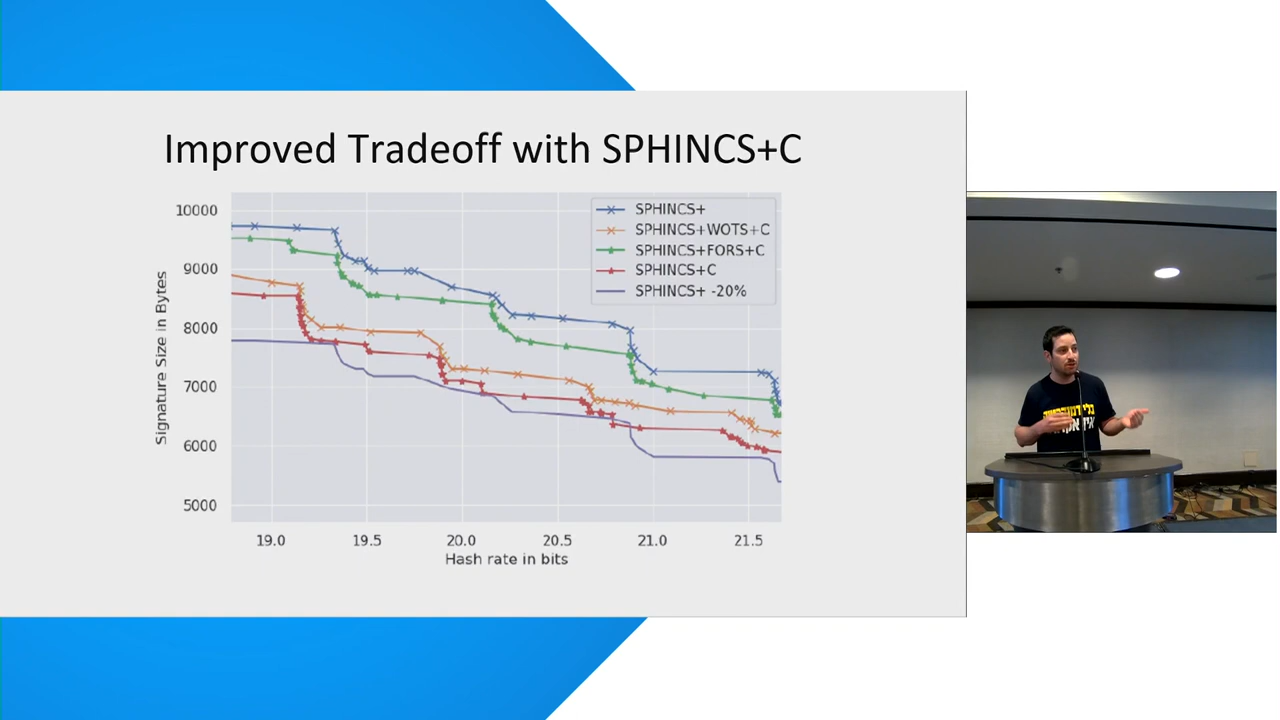 Improved Tradeoff with SPHINCS+C
Signature Size in Bytes
10000
9000
8000
7000
6000
5000
SPHINCS+
SPHINCS+WOTS+C
SPHINCS+FORS+C
SPHINCS+C
SPHINCS+ -20%
19.0
19.5
20.0
20.5
21.0
21.5
Hash rate in bits
בלי דמוקרטיה